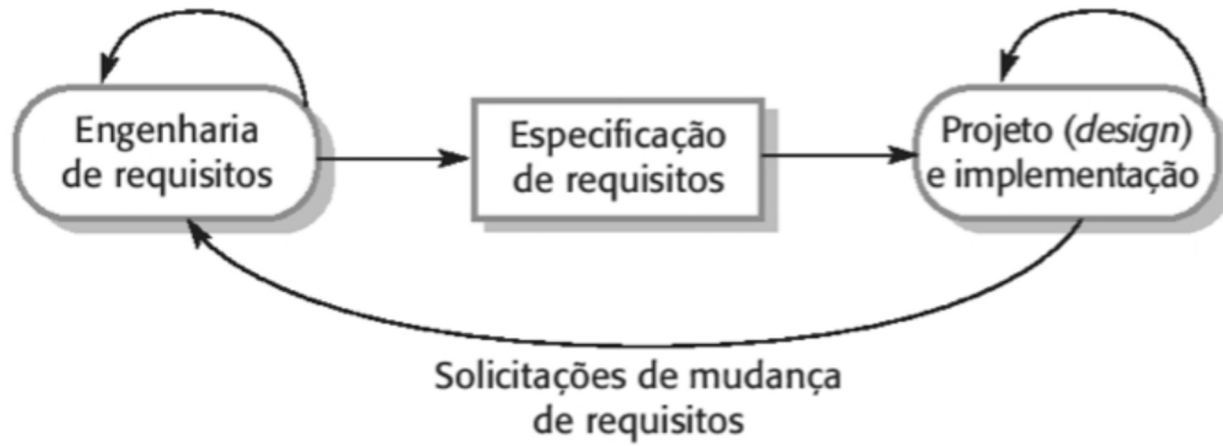 Engenharia
de requisitos
Especificação
de requisitos
Projeto (design)
e implementação
Solicitações de mudança
de requisitos